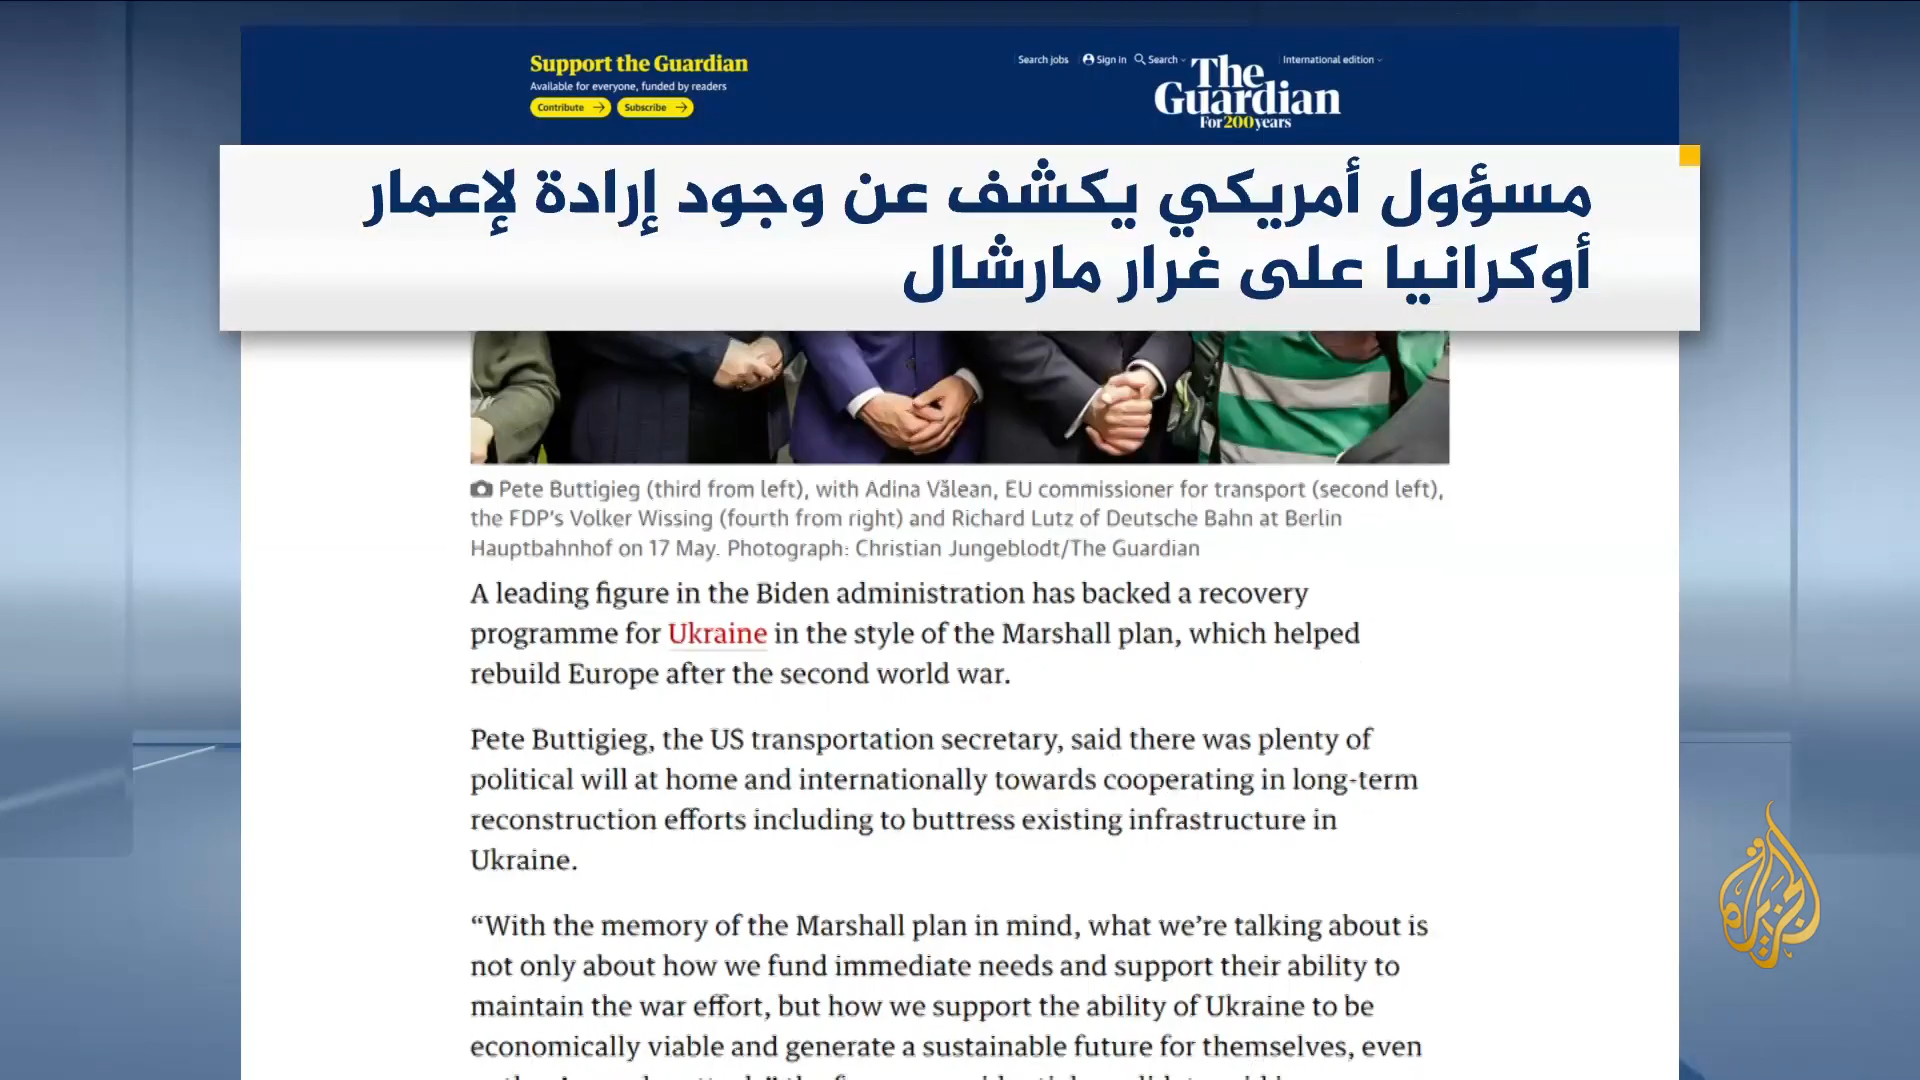 Support the Guardian
Available for everyone, funded by readers
Contribute
Subscribe
Search jobs
Sign in
Search
International edition
The
Guardian
For 200 years
مسؤول أمريكي يكشف عن وجود إرادة لإعمار
أوكرانيا على غرار مارشال
Pete Buttigieg (third from left), with Adina Vălean, EU commissioner for transport (second left),
the FDP's Volker Wissing (fourth from right) and Richard Lutz of Deutsche Bahn at Berlin
Hauptbahnhof on 17 May. Photograph: Christian Jungeblodt/The Guardian
A leading figure in the Biden administration has backed a recovery
programme for Ukraine in the style of the Marshall plan, which helped
rebuild Europe after the second world war.
Pete Buttigieg, the US transportation secretary, said there was plenty of
political will at home and internationally towards cooperating in long-term
reconstruction efforts including to buttress existing infrastructure in
Ukraine.
“With the memory of the Marshall plan in mind, what we’re talking about is
not only about how we fund immediate needs and support their ability to
maintain the war effort, but how we support the ability of Ukraine to be
economically viable and generate a sustainable future for themselves, even
الجزيرة